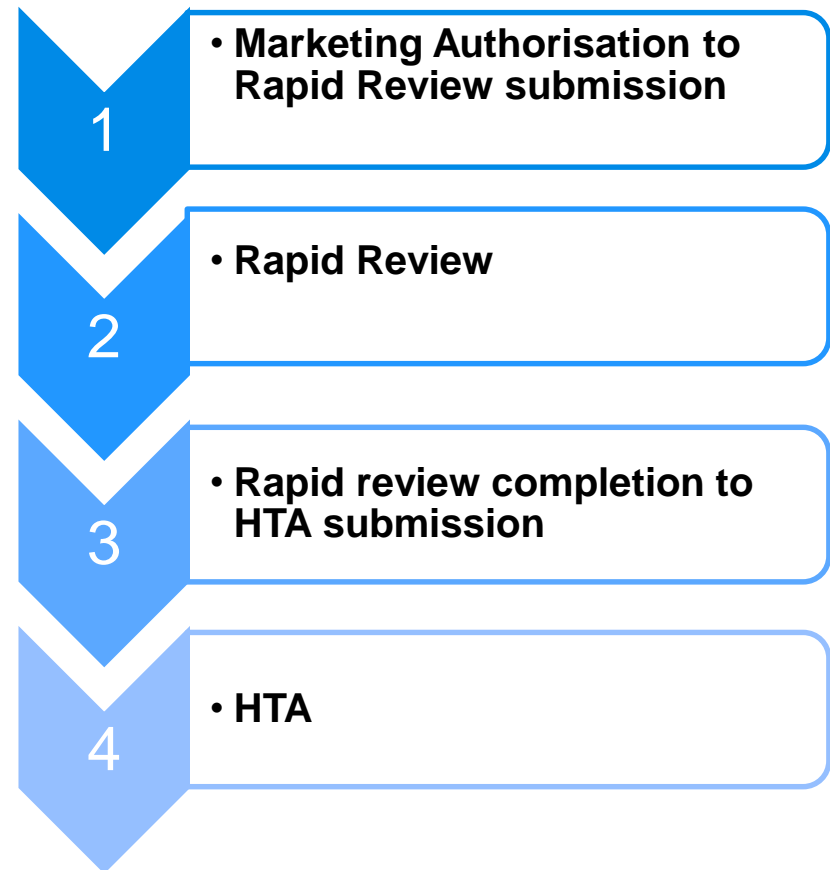 1
• Marketing Authorisation to
Rapid Review submission
2
• Rapid Review
3
• Rapid review completion to
HTA submission
4
• HTA